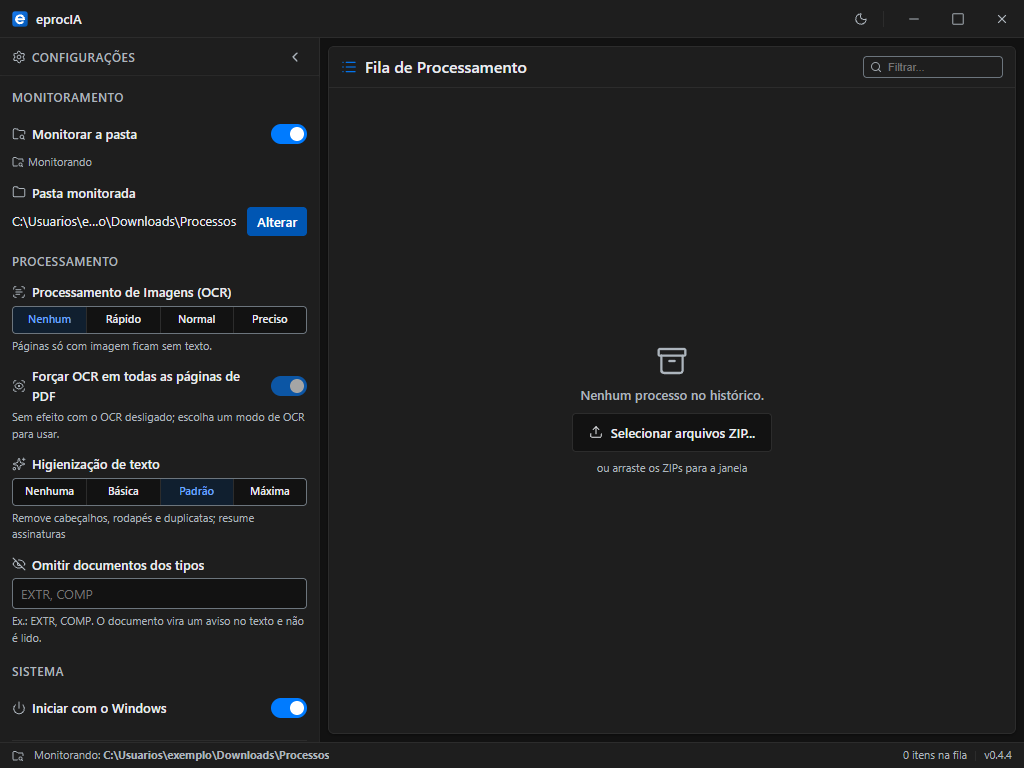 eprocIA
CONFIGURAÇÕES
MONITORAMENTO
Monitorar a pasta
Monitorando
Pasta monitorada
C:\Usuarios\e...o\Downloads\Processos
Alterar
PROCESSAMENTO
Processamento de Imagens (OCR)
Nenhum Rápido Normal Preciso
Páginas só com imagem ficam sem texto.
Forçar OCR em todas as páginas de
PDF
Sem efeito com o OCR desligado; escolha um modo de OCR
para usar.
Higienização de texto
Nenhuma Básica Padrão Máxima
Remove cabeçalhos, rodapés e duplicatas; resume
assinaturas
Omitir documentos dos tipos
EXTR, COMP
Ex.: EXTR, COMP. O documento vira um aviso no texto e não
é lido.
SISTEMA
Iniciar com o Windows
Fila de Processamento
Filtrar...
Nenhum processo no histórico.
Selecionar arquivos ZIP...
ou arraste os ZIPs para a janela
Monitorando: C:\Usuarios\exemplo\Downloads\Processos
0 itens na fila
v0.4.4